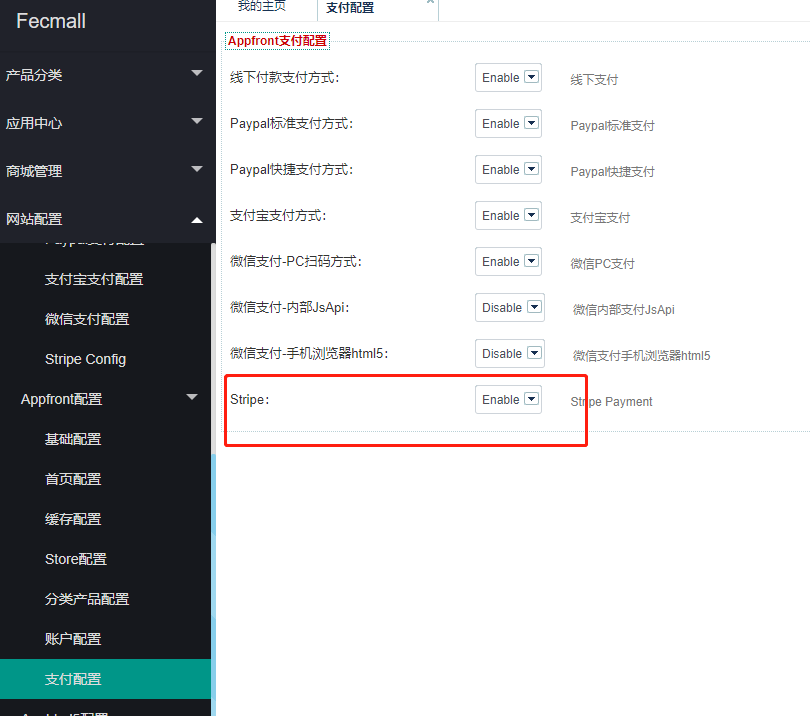 Fecmall
我的主页
支付配置
产品分类
应用中心
商城管理
网站配置
支付宝支付配置
微信支付配置
Stripe Config
Appfront配置
基础配置
首页配置
缓存配置
Store配置
分类产品配置
账户配置
支付配置
Appfront支付配置
线下付款支付方式: Enable 线下支付
Paypal标准支付方式: Enable Paypal标准支付
Paypal快捷支付方式: Enable Paypal快捷支付
支付宝支付方式: Enable 支付宝支付
微信支付-PC扫码方式: Enable 微信PC支付
微信支付-内部JsApi: Disable 微信内部支付JsApi
微信支付-手机浏览器html5: Disable 微信支付手机浏览器html5
Stripe: Enable Stripe Payment